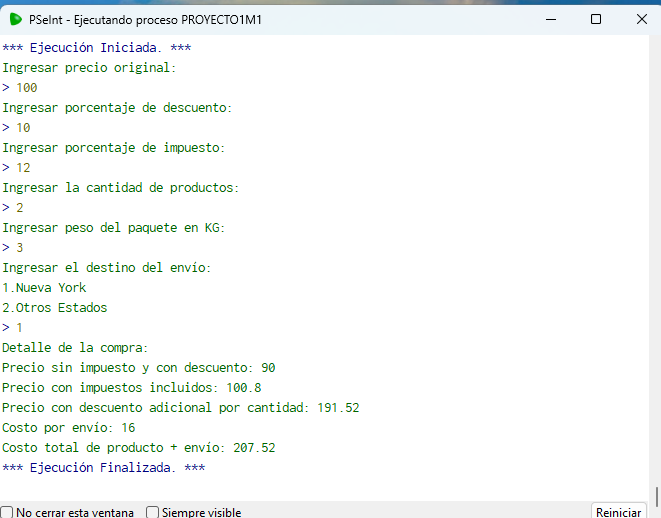 PSeInt - Ejecutando proceso PROYECTO1M1
*** Ejecución Iniciada. ***
Ingresar precio original:
> 100
Ingresar porcentaje de descuento:
> 10
Ingresar porcentaje de impuesto:
> 12
Ingresar la cantidad de productos:
> 2
Ingresar peso del paquete en KG:
> 3
Ingresar el destino del envío:
1.Nueva York
2.Otros Estados
> 1
Detalle de la compra:
Precio sin impuesto y con descuento: 90
Precio con impuestos incluidos: 100.8
Precio con descuento adicional por cantidad: 191.52
Costo por envío: 16
Costo total de producto + envío: 207.52
*** Ejecución Finalizada. ***
No cerrar esta ventana Siempre visible Reiniciar